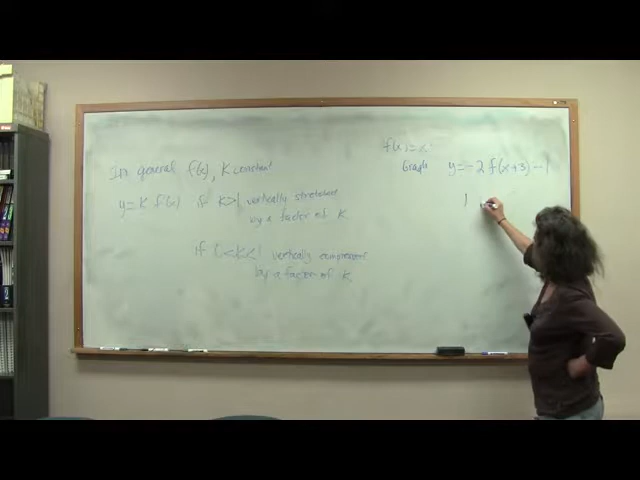 In general f(x), K constant
y = K f(x) if K>1 vertically stretched
by a factor of K.
if 0<K<1 vertically compressed
by a factor of K.
f(x)=
Graph y=-2 f(x+3)-1
1